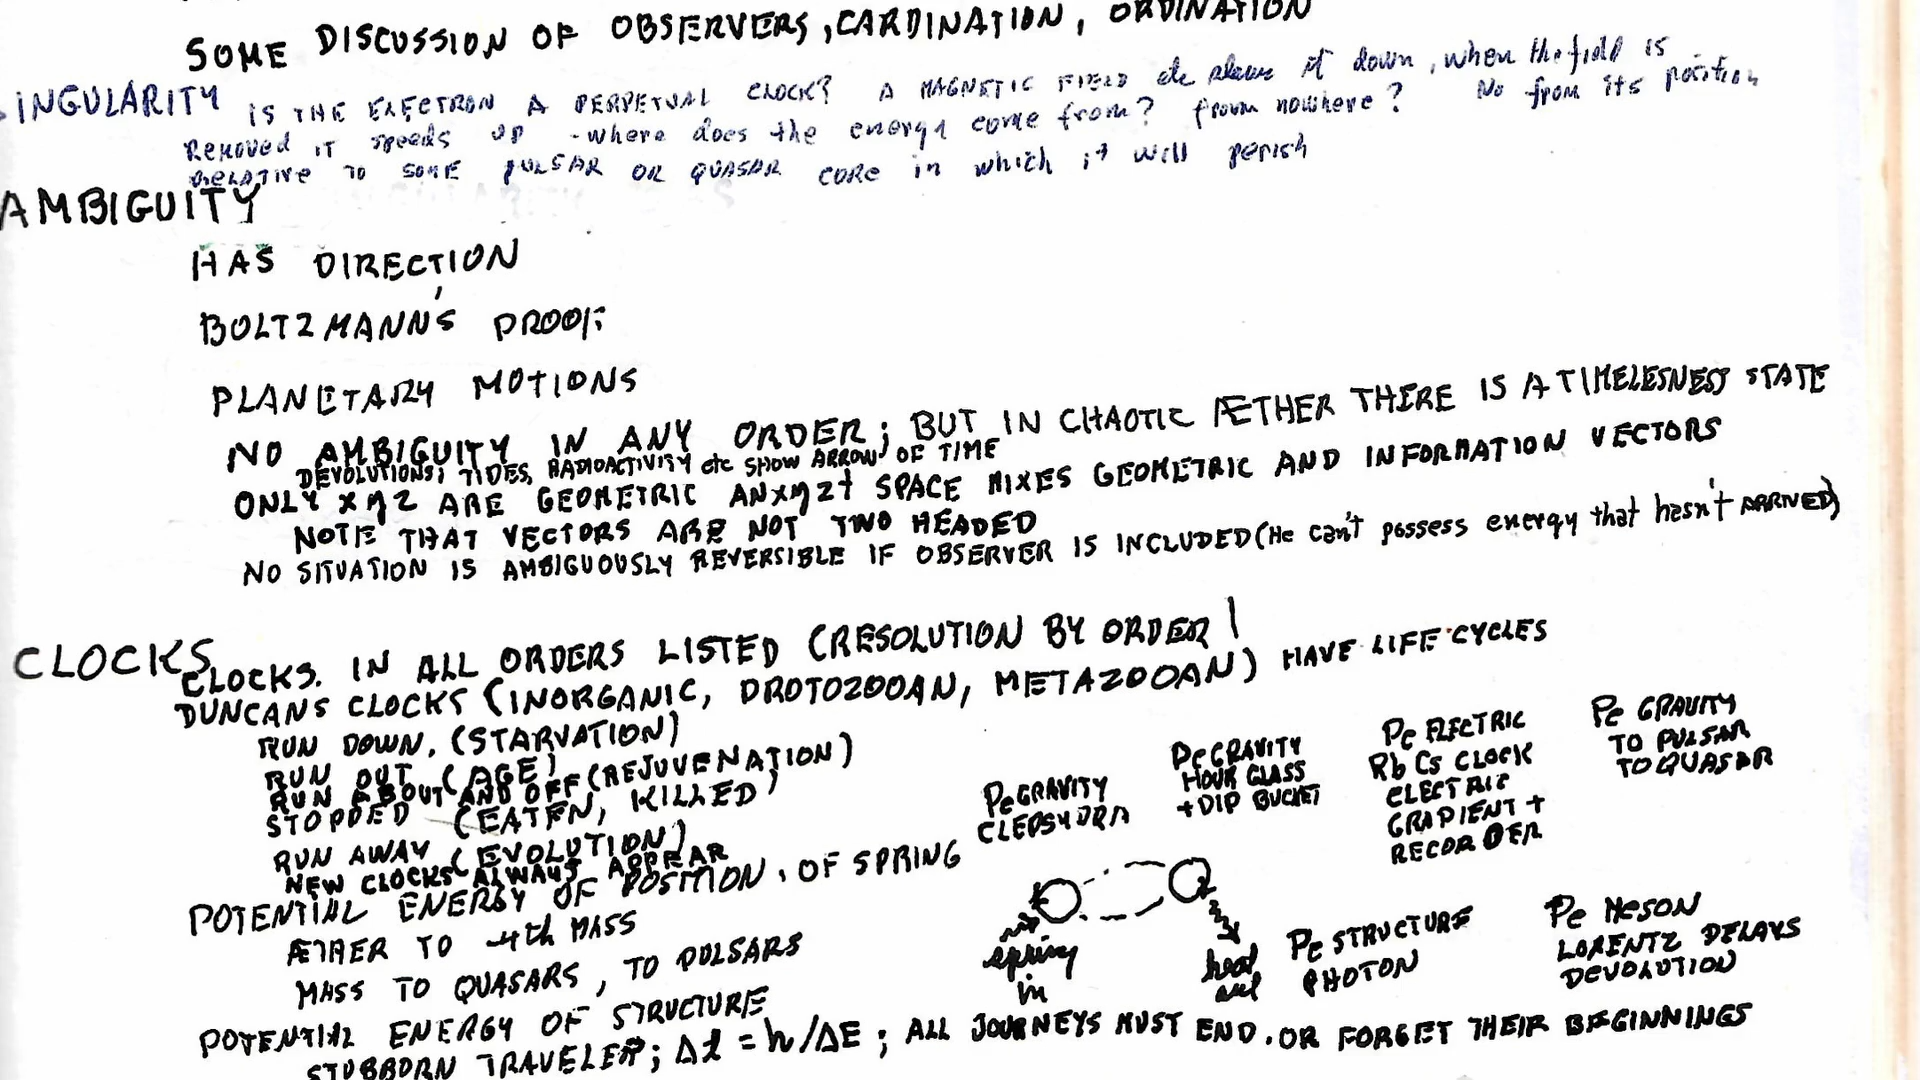 SOME DISCUSSION OF OBSERVERS, CARDINATION, ORDINATION
SINGULARITY IS THE ELECTRON A PERPETUAL CLOCK? A MAGNETIC FIELD etc slows it down, when the field is
REMOVED IT speeds up - where does the energy come from? from nowhere? No from its position
RELATIVE TO SOME PULSAR OR QUASAR CORE in which it will perish
AMBIGUITY
HAS DIRECTION
BOLTZMANN'S PROOF
PLANETARY MOTIONS
NO AMBIGUITY IN ANY ORDER; BUT IN CHAOTIC ÆTHER THERE IS A TIMELESNESS STATE
DEVOLUTIONS, TIDES, RADIOACTIVITY etc SHOW ARROW OF TIME
ONLY xyz ARE GEOMETRIC AN xyzt SPACE MIXES GEOMETRIC AND INFORMATION VECTORS
NOTE THAT VECTORS ARE NOT TWO HEADED
NO SITUATION IS AMBIGUOUSLY REVERSIBLE IF OBSERVER IS INCLUDED (He can't possess energy that hasn't ARRIVED)
CLOCKS
CLOCKS. IN ALL ORDERS LISTED (RESOLUTION BY ORDER)
DUNCANS CLOCKS (INORGANIC, PROTOZOOAN, METAZOOAN) HAVE LIFE CYCLES
RUN DOWN, (STARVATION)
RUN OUT (AGE)
RUN ABOUT AND OFF (REJUVENATION)
STOPPED (EATEN, KILLED)
RUN AWAY (EVOLUTION)
NEW CLOCKS ALWAYS APPEAR
POTENTIAL ENERGY OF POSITION, OF SPRING
ÆTHER TO 4th MASS
MASS TO QUASARS, TO PULSARS
POTENTIAL ENERGY OF STRUCTURE
STUBBORN TRAVELER; Δt = h/ΔE; ALL JOURNEYS MUST END. OR FORGET THEIR BEGINNINGS
Pe GRAVITY
CLEPSYDRA
Pe GRAVITY
HOUR GLASS
+ DIP BUCKET
Pe ELECTRIC
Rb Cs CLOCK
ELECTRIC
GRADIENT +
RECORDER
Pe GRAVITY
TO PULSAR
TO QUASAR
spring
in
heat
out
Pe STRUCTURE
PHOTON
Pe MESON
LORENTZ DELAYS
DEVOLUTION